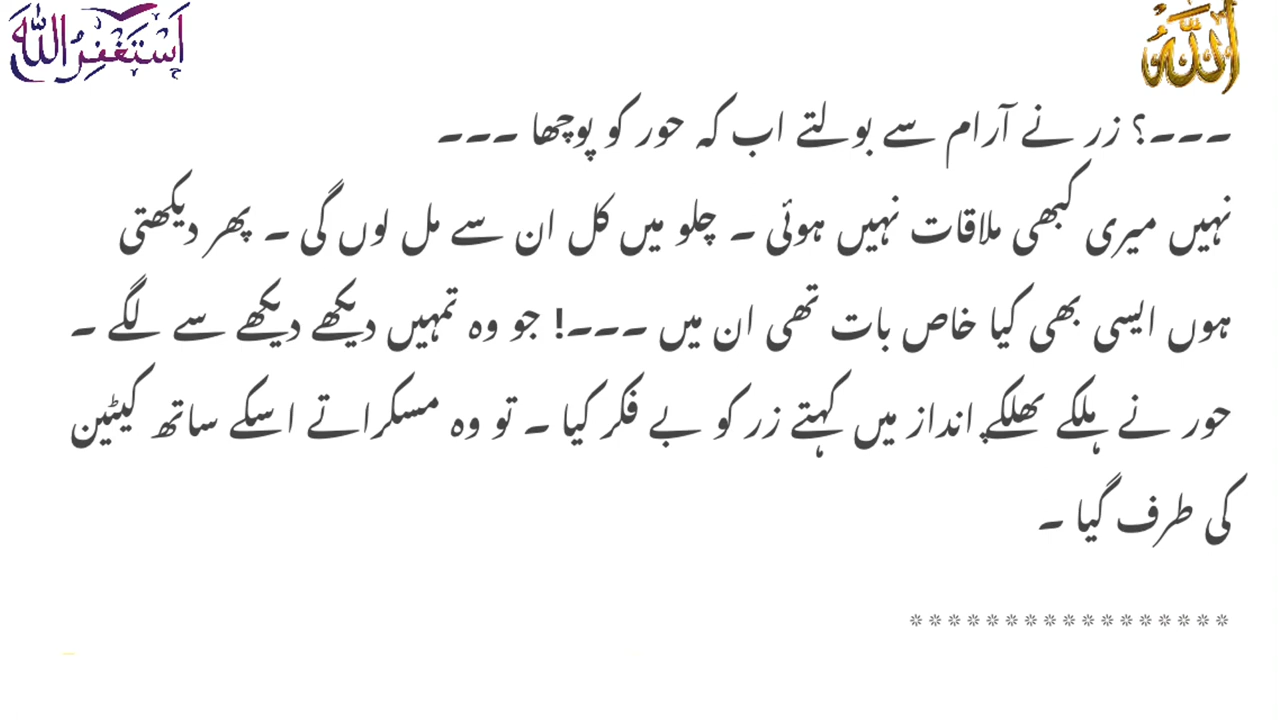 اَسْتَغْفِرُاللہَ
اَللّٰہُ
۔۔۔؟ زر نے آرام سے بولتے اب کہ حور کو پوچھا ۔۔۔
نہیں میری کبھی ملاقات نہیں ہوئی ۔ چلو میں کل ان سے مل لوں گی ۔ پھر دیکھتی
ہوں ایسی بھی کیا خاص بات تھی ان میں ۔۔۔! جو وہ تمہیں دیکھے دیکھے سے لگے ۔
حور نے ہلکے پھلکے انداز میں کہتے زر کو بے فکر کیا ۔ تو وہ مسکراتے اسکے ساتھ کیٹین
کی طرف گیا ۔
*****************